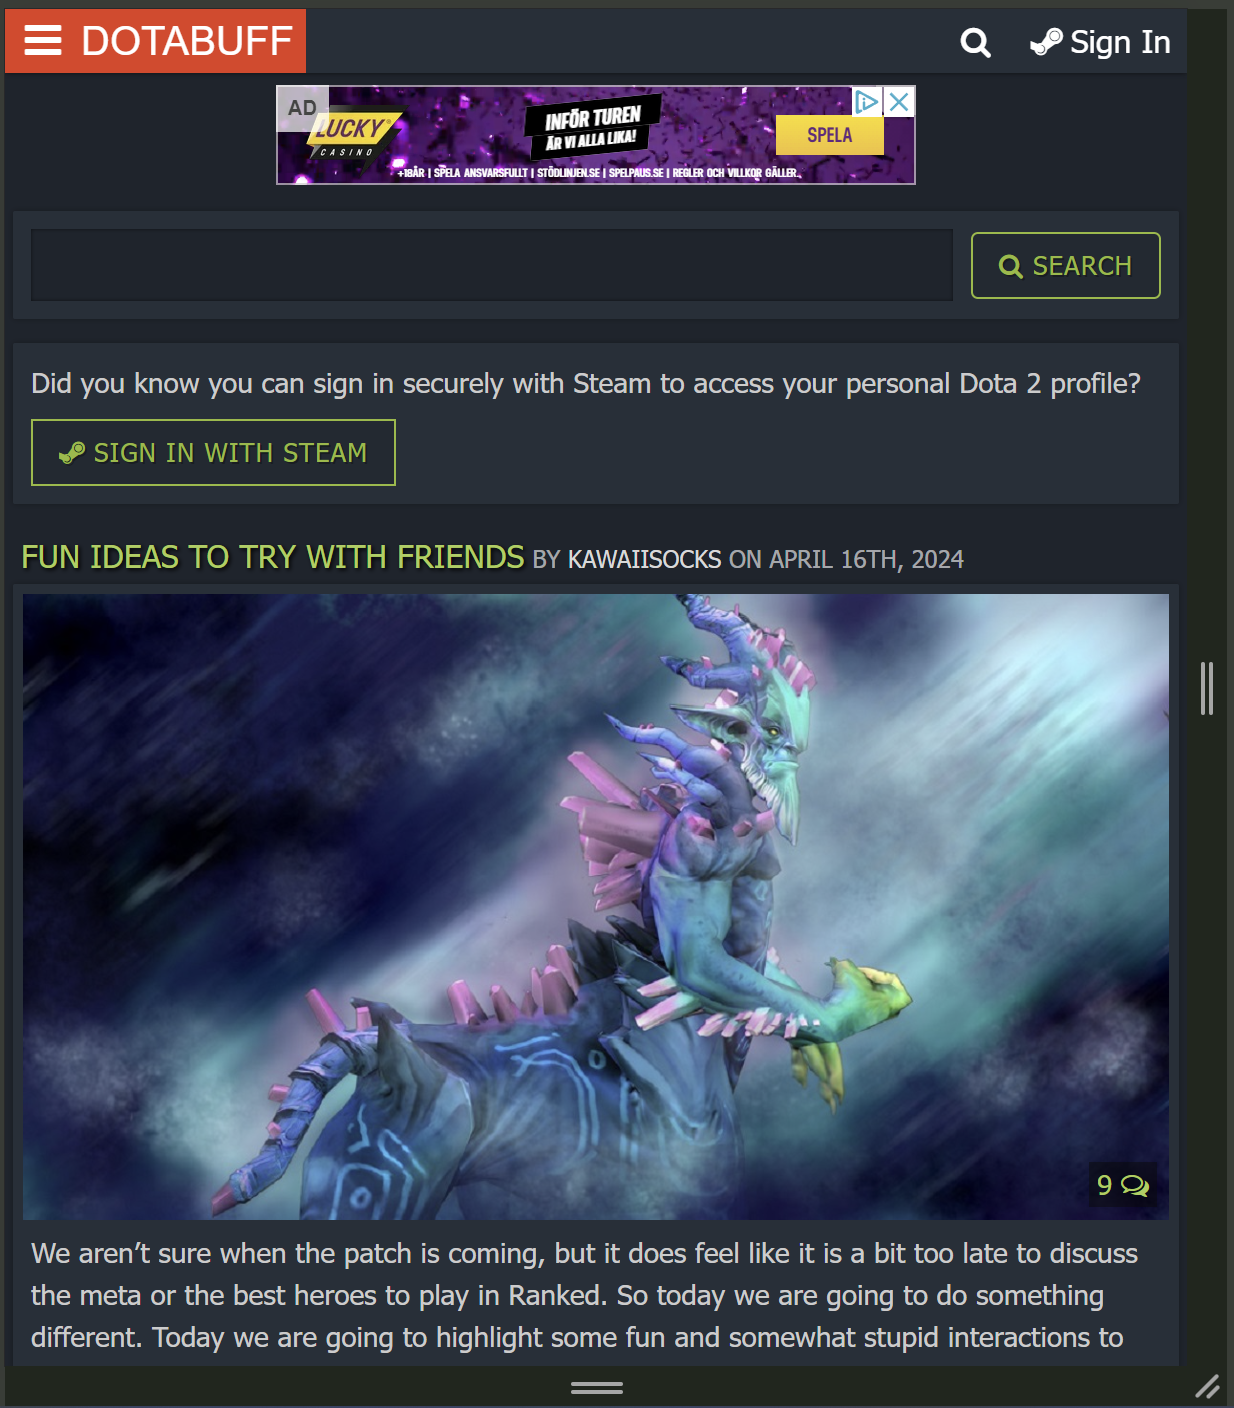 DOTABUFF
Sign In
AD
LUCKY
CASINO
INFÖR TUREN
ÄR VI ALLA LIKA!
SPELA
+18ÅR | SPELA ANSVARSFULLT | STÖDLINJEN.SE | SPELPAUS.SE | REGLER OCH VILLKOR GÄLLER.
SEARCH
Did you know you can sign in securely with Steam to access your personal Dota 2 profile?
SIGN IN WITH STEAM
FUN IDEAS TO TRY WITH FRIENDS BY KAWAIISOCKS ON APRIL 16TH, 2024
9
We aren’t sure when the patch is coming, but it does feel like it is a bit too late to discuss
the meta or the best heroes to play in Ranked. So today we are going to do something
different. Today we are going to highlight some fun and somewhat stupid interactions to